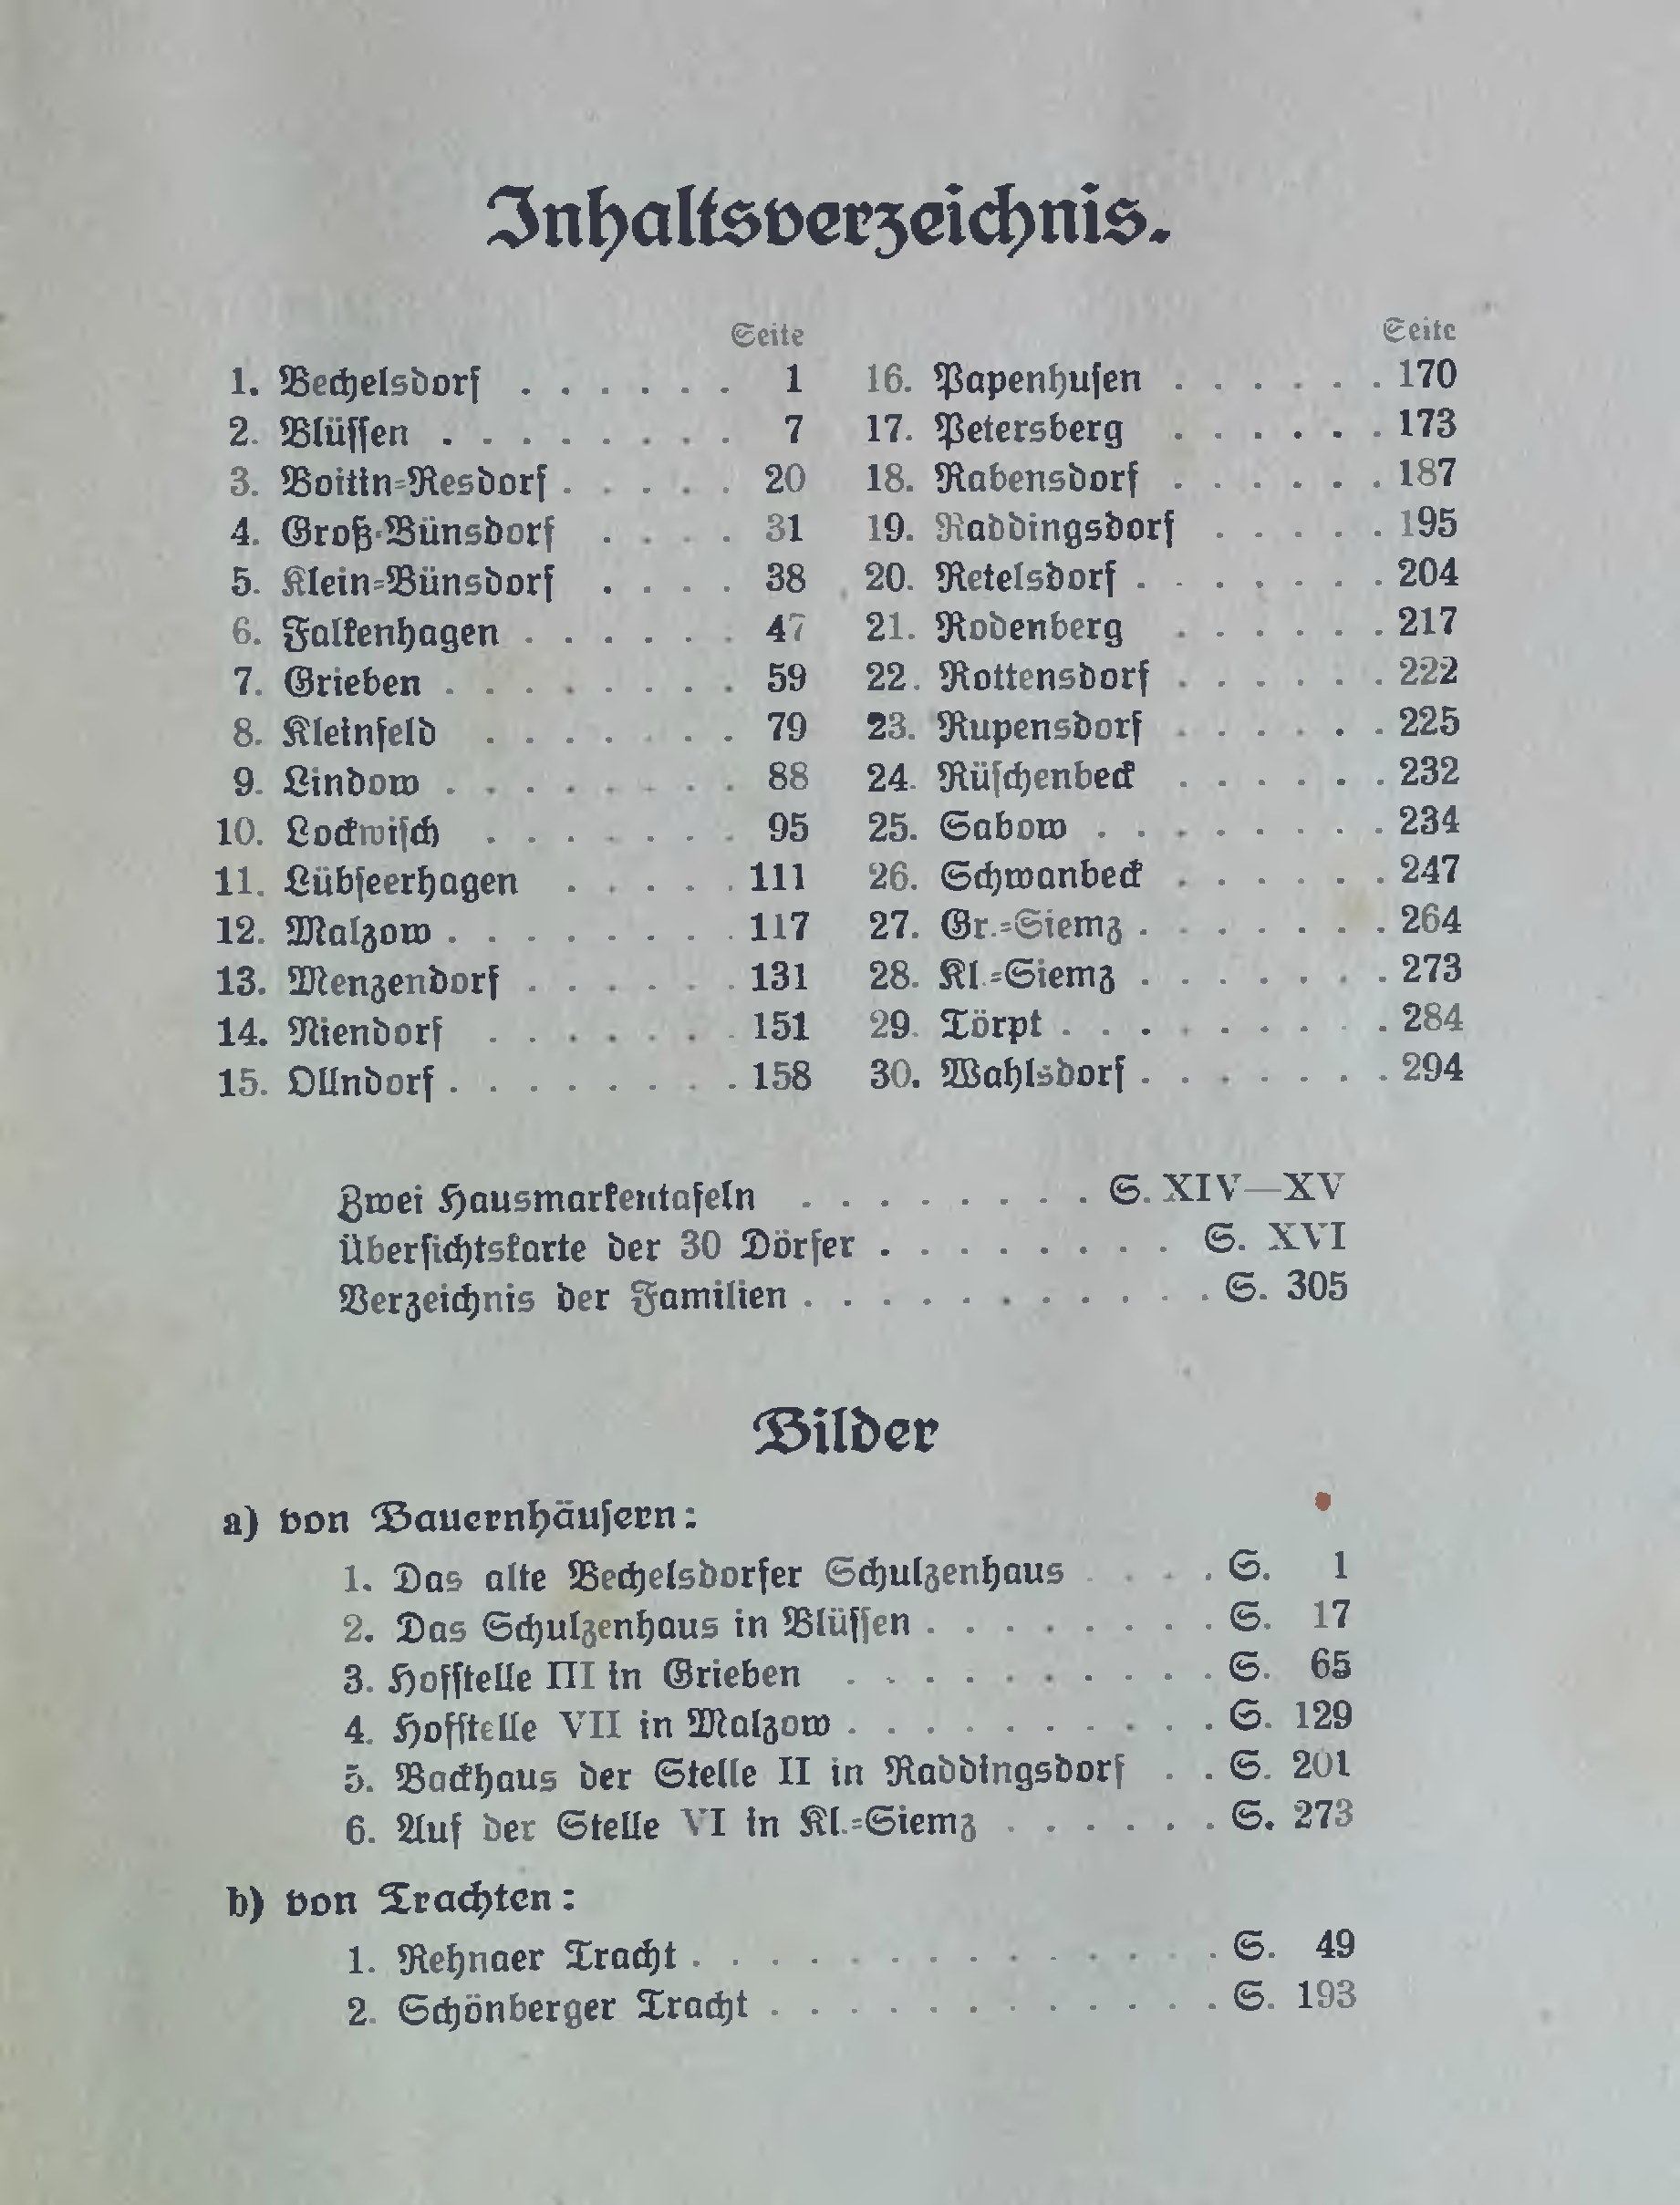 Inhaltsverzeichnis.
Seite
1. Bechelsdorf . . . . . . 1
2. Blüssen . . . . . . . . 7
3. Boitin=Resdorf . . . . . 20
4. Groß=Bünsdorf . . . . 31
5. Klein=Bünsdorf . . . . 38
6. Falkenhagen . . . . . . 47
7. Grieben . . . . . . . . 59
8. Kleinfeld . . . . . . . 79
9. Lindow . . . . . . . . 88
10. Lockwisch . . . . . . . 95
11. Lübseerhagen . . . . . 111
12. Malzow . . . . . . . . 117
13. Menzendorf . . . . . . 131
14. Niendorf . . . . . . . 151
15. Ollndorf . . . . . . . . 158
Seite
16. Papenhusen . . . . . . 170
17. Petersberg . . . . . . 173
18. Rabensdorf . . . . . . 187
19. Raddingsdorf . . . . . 195
20. Retelsdorf . . . . . . . 204
21. Rodenberg . . . . . . 217
22. Rottensdorf . . . . . . 222
23. Rupensdorf . . . . . . 225
24. Rüschenbeck . . . . . . 232
25. Sabow . . . . . . . . 234
26. Schwanbeck . . . . . . 247
27. Gr.=Siemz . . . . . . . 264
28. Kl.=Siemz . . . . . . . 273
29. Törpt . . . . . . . . . 284
30. Wahlsdorf . . . . . . . 294
Zwei Hausmarkentafeln . . . . . . . . S. XIV—XV
Übersichtskarte der 30 Dörfer . . . . . . . . S. XVI
Verzeichnis der Familien . . . . . . . . . . . S. 305
Bilder
a) von Bauernhäusern:
1. Das alte Bechelsdorfer Schulzenhaus . . . . S. 1
2. Das Schulzenhaus in Blüssen . . . . . . . . S. 17
3. Hofstelle III in Grieben . . . . . . . . . . S. 65
4. Hofstelle VII in Malzow . . . . . . . . . . S. 129
5. Backhaus der Stelle II in Raddingsdorf . . S. 201
6. Auf der Stelle VI in Kl.=Siemz . . . . . . S. 273
b) von Trachten:
1. Rehnaer Tracht . . . . . . . . . . . . . . S. 49
2. Schönberger Tracht . . . . . . . . . . . . S. 193